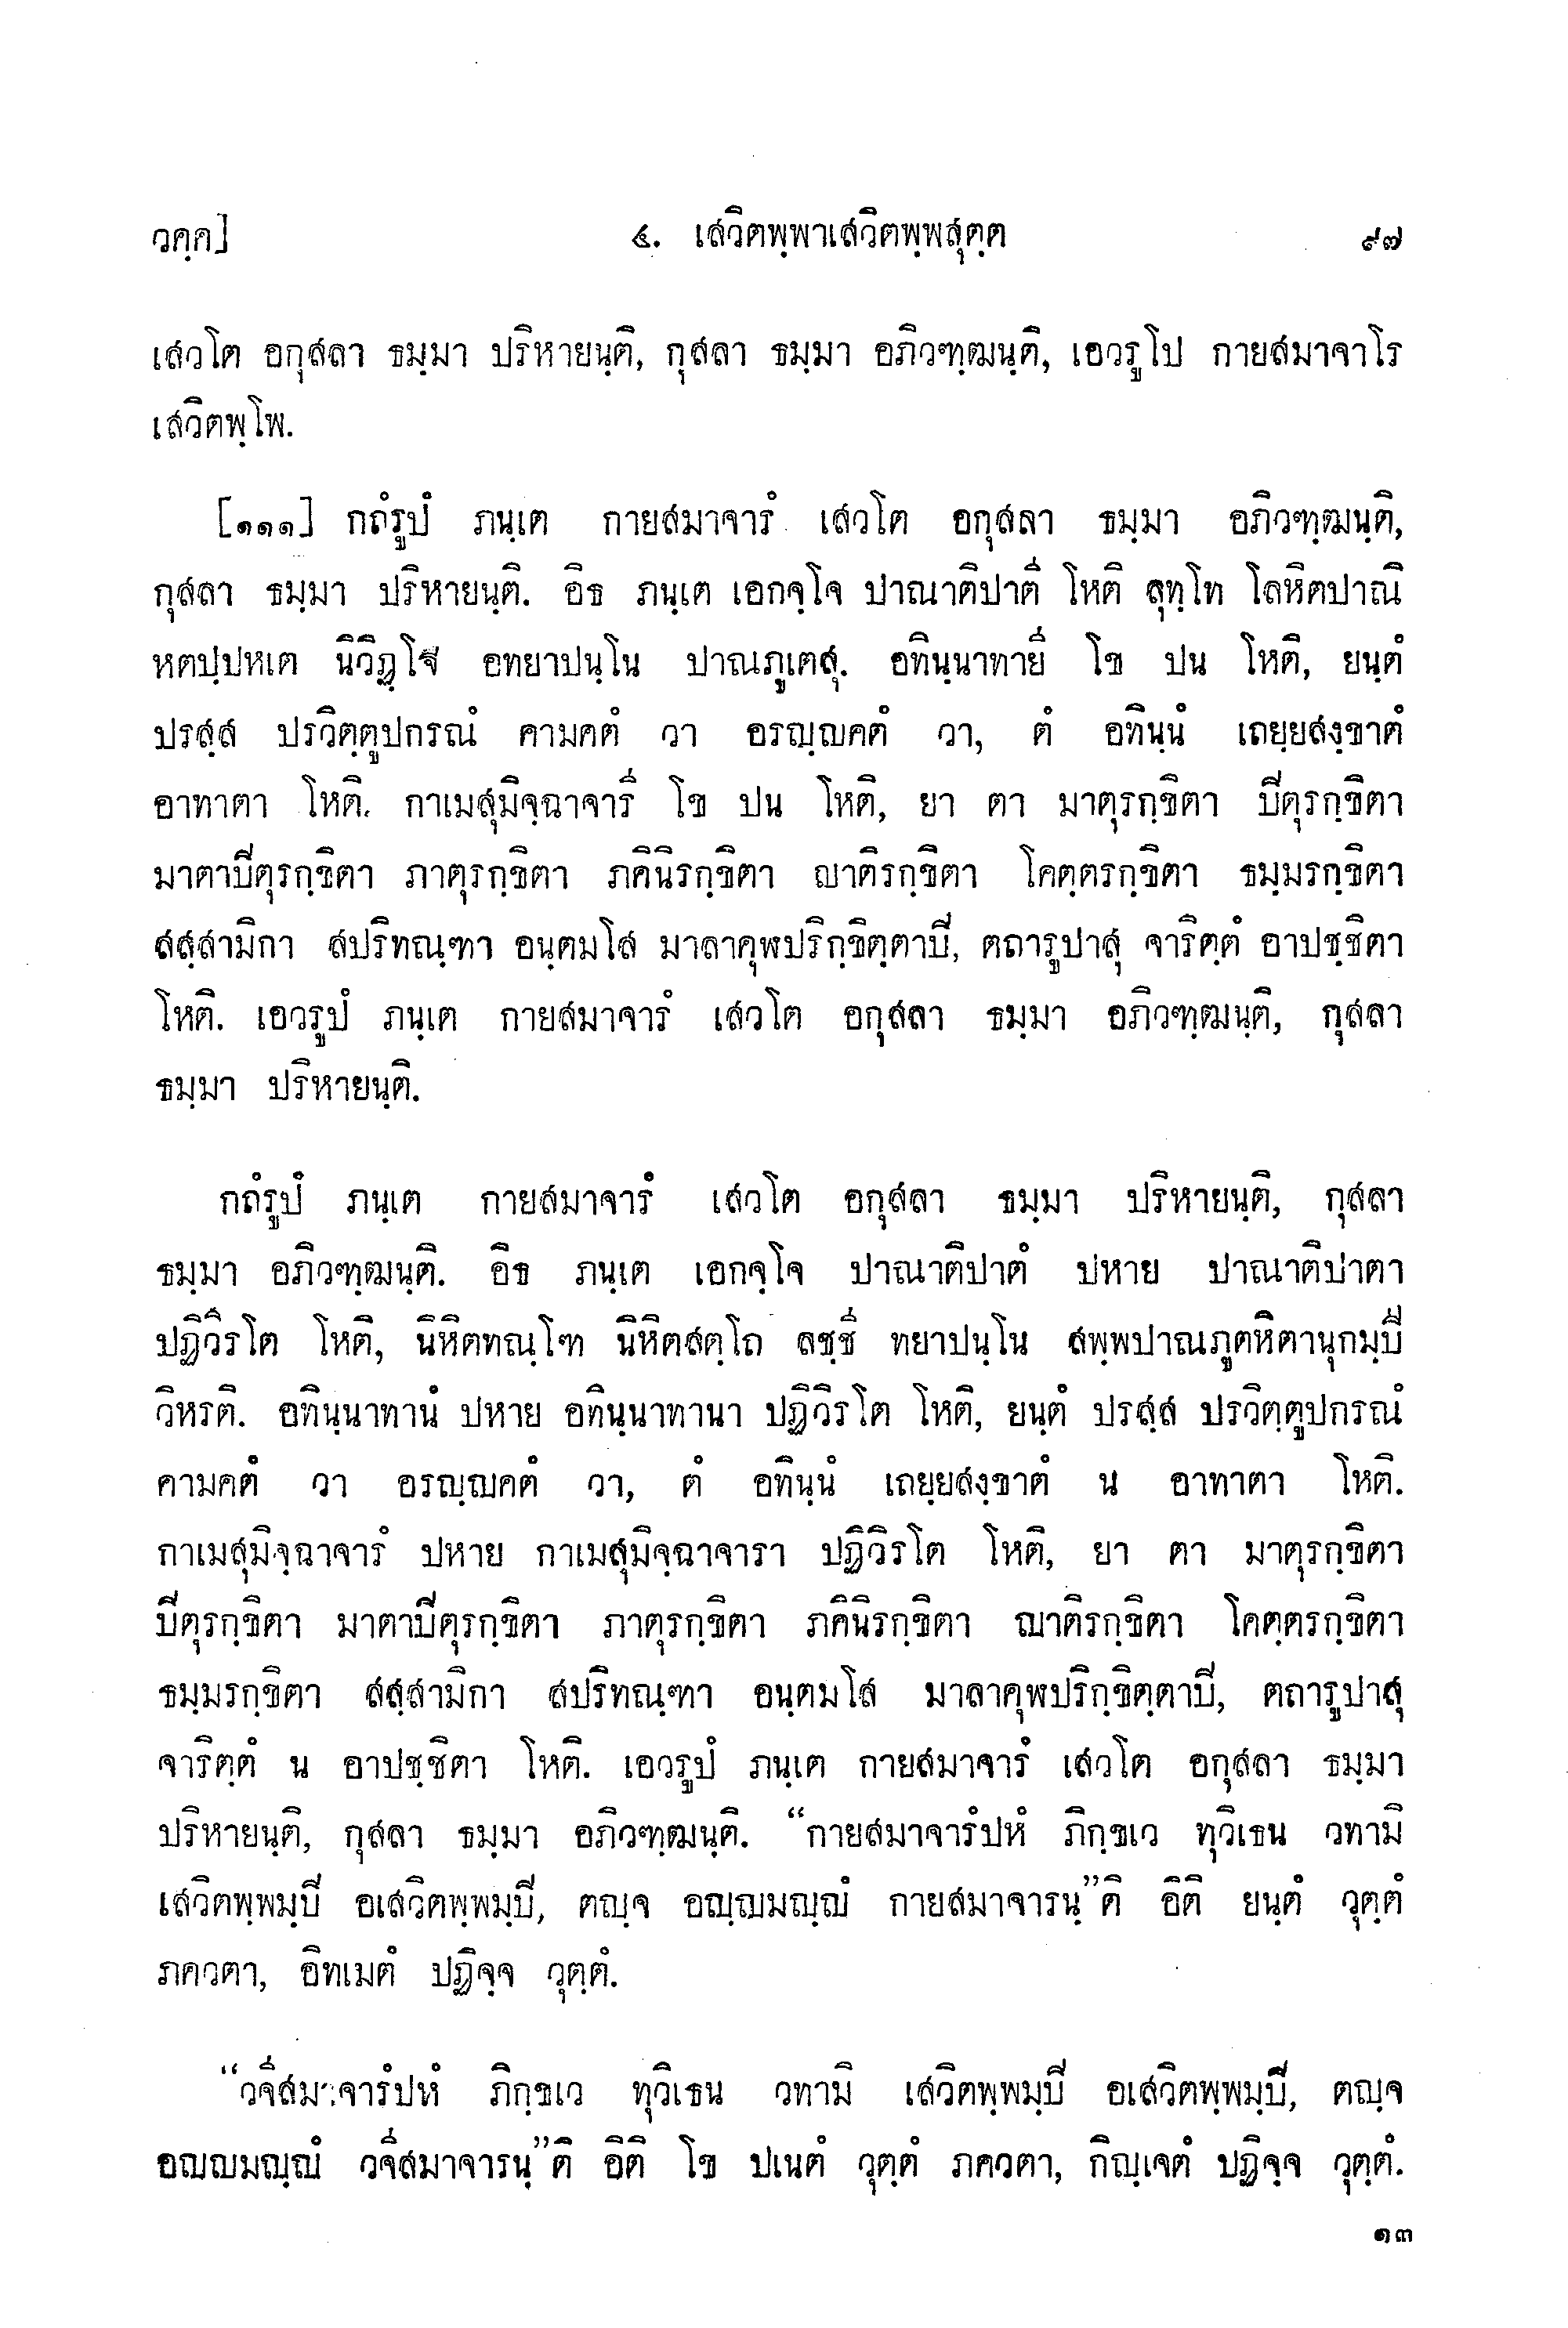 วคฺค] ๔. เสวิตพฺพาเสวิตพฺพสุตฺต ๙๗
เสวโต อกุสลา ธมฺมา ปริหายนฺติ, กุสลา ธมฺมา อภิวฑฺฒนฺติ, เอวรูโป กายสมาจาโร
เสวิตพฺโพ.
[๑๑๑] กถํรูปํ ภนฺเต กายสมาจารํ เสวโต อกุสลา ธมฺมา อภิวฑฺฒนฺติ,
กุสลา ธมฺมา ปริหายนฺติ. อิธ ภนฺเต เอกจฺโจ ปาณาติปาตี โหติ ลุทฺโท โลหิตปาณิ
หตปฺปหเต นิวิฏฺโฐ อทยาปนฺโน ปาณภูเตสุ. อทินฺนาทายี โข ปน โหติ, ยนฺตํ
ปรสฺส ปรวิตฺตูปกรณํ คามคตํ วา อรญฺญคตํ วา, ตํ อทินฺนํ เถยฺยสงฺขาตํ
อาทาตา โหติ. กาเมสุมิจฺฉาจารี โข ปน โหติ, ยา ตา มาตุรกฺขิตา ปิตุรกฺขิตา
มาตาปิตุรกฺขิตา ภาตุรกฺขิตา ภคินิรกฺขิตา ญาติรกฺขิตา โคตฺตรกฺขิตา ธมฺมรกฺขิตา
สสฺสามิกา สปริทณฺฑา อนฺตมโส มาลาคุฬปริกฺขิตฺตาปิ, ตถารูปาสุ จาริตฺตํ อาปชฺชิตา
โหติ. เอวรูปํ ภนฺเต กายสมาจารํ เสวโต อกุสลา ธมฺมา อภิวฑฺฒนฺติ, กุสลา
ธมฺมา ปริหายนฺติ.
กถํรูปํ ภนฺเต กายสมาจารํ เสวโต อกุสลา ธมฺมา ปริหายนฺติ, กุสลา
ธมฺมา อภิวฑฺฒนฺติ. อิธ ภนฺเต เอกจฺโจ ปาณาติปาตํ ปหาย ปาณาติปาตา
ปฏิวิรโต โหติ, นิหิตทณฺโฑ นิหิตสตฺโถ ลชฺชี ทยาปนฺโน สพฺพปาณภูตหิตานุกมฺปี
วิหรติ. อทินฺนาทานํ ปหาย อทินฺนาทานา ปฏิวิรโต โหติ, ยนฺตํ ปรสฺส ปรวิตฺตูปกรณํ
คามคตํ วา อรญฺญคตํ วา, ตํ อทินฺนํ เถยฺยสงฺขาตํ น อาทาตา โหติ.
กาเมสุมิจฺฉาจารํ ปหาย กาเมสุมิจฺฉาจารา ปฏิวิรโต โหติ, ยา ตา มาตุรกฺขิตา
ปิตุรกฺขิตา มาตาปิตุรกฺขิตา ภาตุรกฺขิตา ภคินิรกฺขิตา ญาติรกฺขิตา โคตฺตรกฺขิตา
ธมฺมรกฺขิตา สสฺสามิกา สปริทณฺฑา อนฺตมโส มาลาคุฬปริกฺขิตฺตาปิ, ตถารูปาสุ
จาริตฺตํ น อาปชฺชิตา โหติ. เอวรูปํ ภนฺเต กายสมาจารํ เสวโต อกุสลา ธมฺมา
ปริหายนฺติ, กุสลา ธมฺมา อภิวฑฺฒนฺติ. “กายสมาจารํปหํ ภิกฺขเว ทุวิเธน วทามิ
เสวิตพฺพมฺปิ อเสวิตพฺพมฺปิ, ตญฺจ อญฺญมญฺญํ กายสมาจารนฺ”ติ อิติ ยนฺตํ วุตฺตํ
ภควตา, อิทเมตํ ปฏิจฺจ วุตฺตํ.
“วจีสมาจารํปหํ ภิกฺขเว ทุวิเธน วทามิ เสวิตพฺพมฺปิ อเสวิตพฺพมฺปิ, ตญฺจ
อญฺญมญฺญํ วจีสมาจารนฺ”ติ อิติ โข ปเนตํ วุตฺตํ ภควตา, กิญฺเจตํ ปฏิจฺจ วุตฺตํ.
๑๓